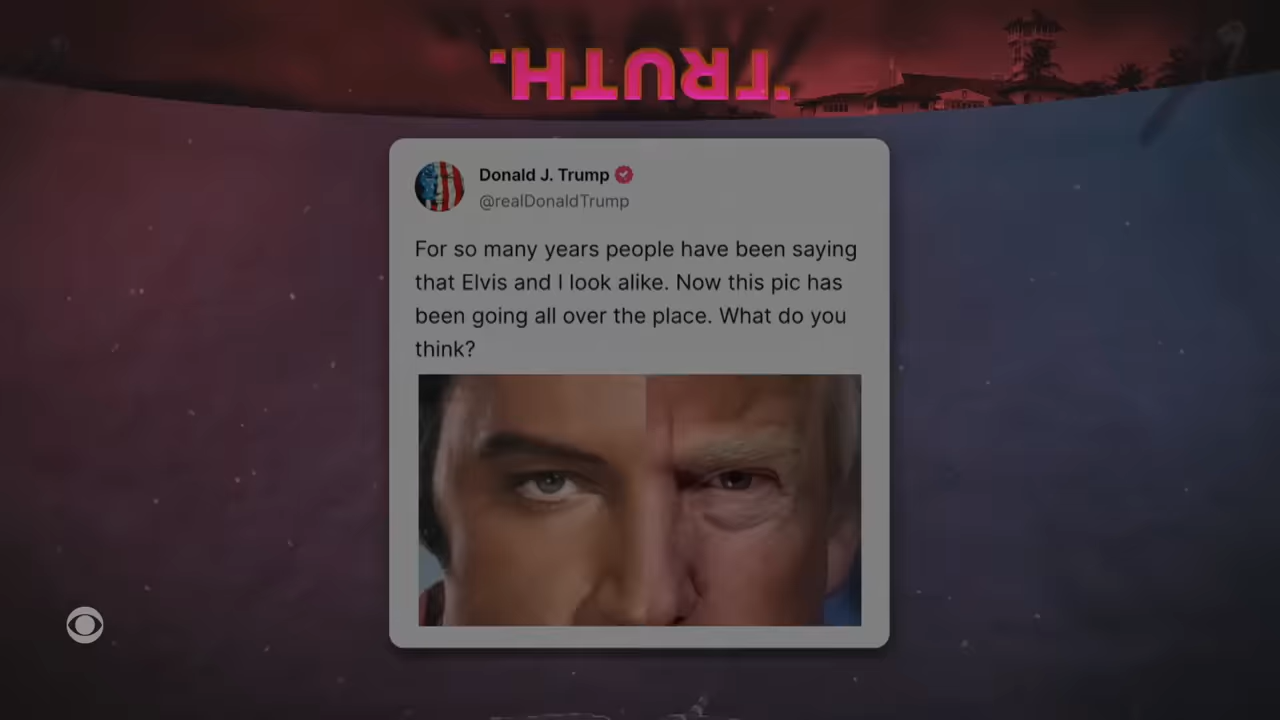 TRUTH.
Donald J. Trump
@realDonaldTrump
For so many years people have been saying
that Elvis and I look alike. Now this pic has
been going all over the place. What do you
think?